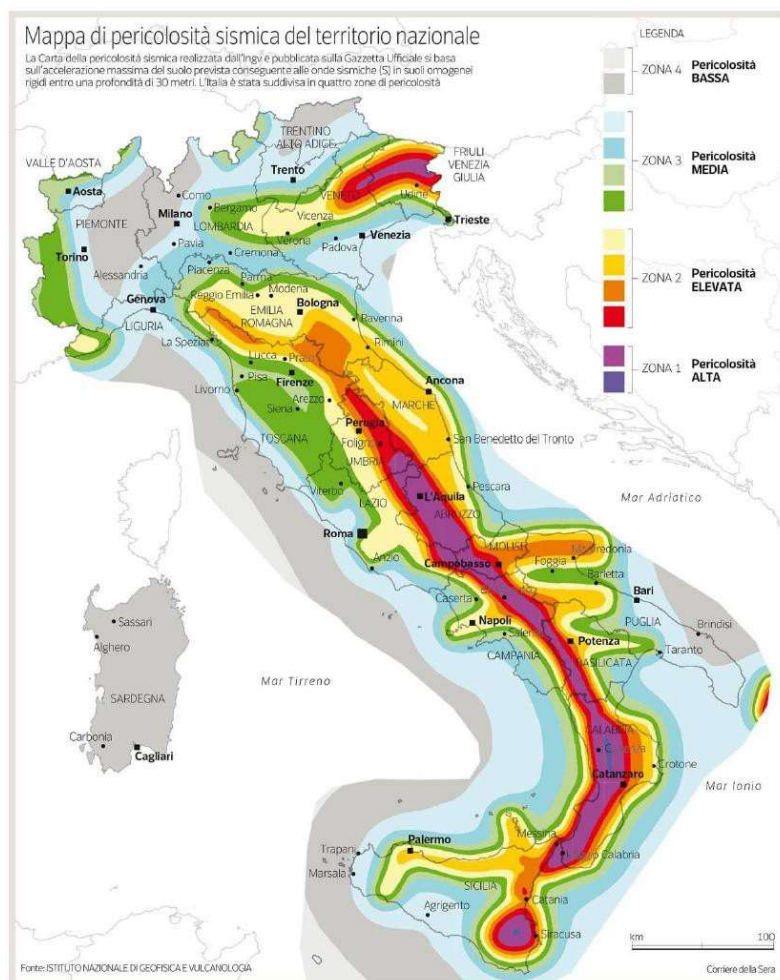 Mappa di pericolosità sismica del territorio nazionale
La Carta della pericolosità sismica realizzata dall'Ingv e pubblicata sulla Gazzetta Ufficiale si basa
sull'accelerazione massima del suolo prevista conseguente alle onde sismiche (S) in suoli omogenei
rigidi entro una profondità di 30 metri. L'Italia è stata suddivisa in quattro zone di pericolosità
LEGENDA
ZONA 4 Pericolosità
BASSA
ZONA 3 Pericolosità
MEDIA
ZONA 2 Pericolosità
ELEVATA
ZONA 1 Pericolosità
ALTA
TRENTINO
ALTO ADIGE
FRIULI
VENEZIA
GIULIA
VALLE D'AOSTA
Aosta
Trento
Como
VENETO
Udine
PIEMONTE
Milano
Bergamo
LOMBARDIA
Vicenza
Trieste
Torino
Pavia
Verona
Padova
Venezia
Alessandria
Cremona
Piacenza
Parma
Genova
Reggio Emilia
Modena
Bologna
EMILIA
ROMAGNA
LIGURIA
Ravenna
La Spezia
Rimini
Lucca
Prato
Pisa
Firenze
Ancona
Livorno
Arezzo
MARCHE
Siena
TOSCANA
Perugia
Foligno
San Benedetto del Tronto
UMBRIA
Viterbo
L'Aquila
Pescara
Mar Adriatico
LAZIO
ABRUZZO
Roma
MOLISE
Anzio
Campobasso
Manfredonia
Foggia
Barletta
Caserta
Bari
Sassari
Napoli
PUGLIA
Alghero
Salerno
Potenza
Brindisi
CAMPANIA
BASILICATA
Taranto
Mar Tirreno
SARDEGNA
CALABRIA
Carbonia
Cosenza
Cagliari
Crotone
Catanzaro
Mar Ionio
Messina
Palermo
Trapani
Reggio Calabria
Marsala
SICILIA
Catania
Agrigento
Siracusa
km 100
Fonte: ISTITUTO NAZIONALE DI GEOFISICA E VULCANOLOGIA
Corriere della Sera